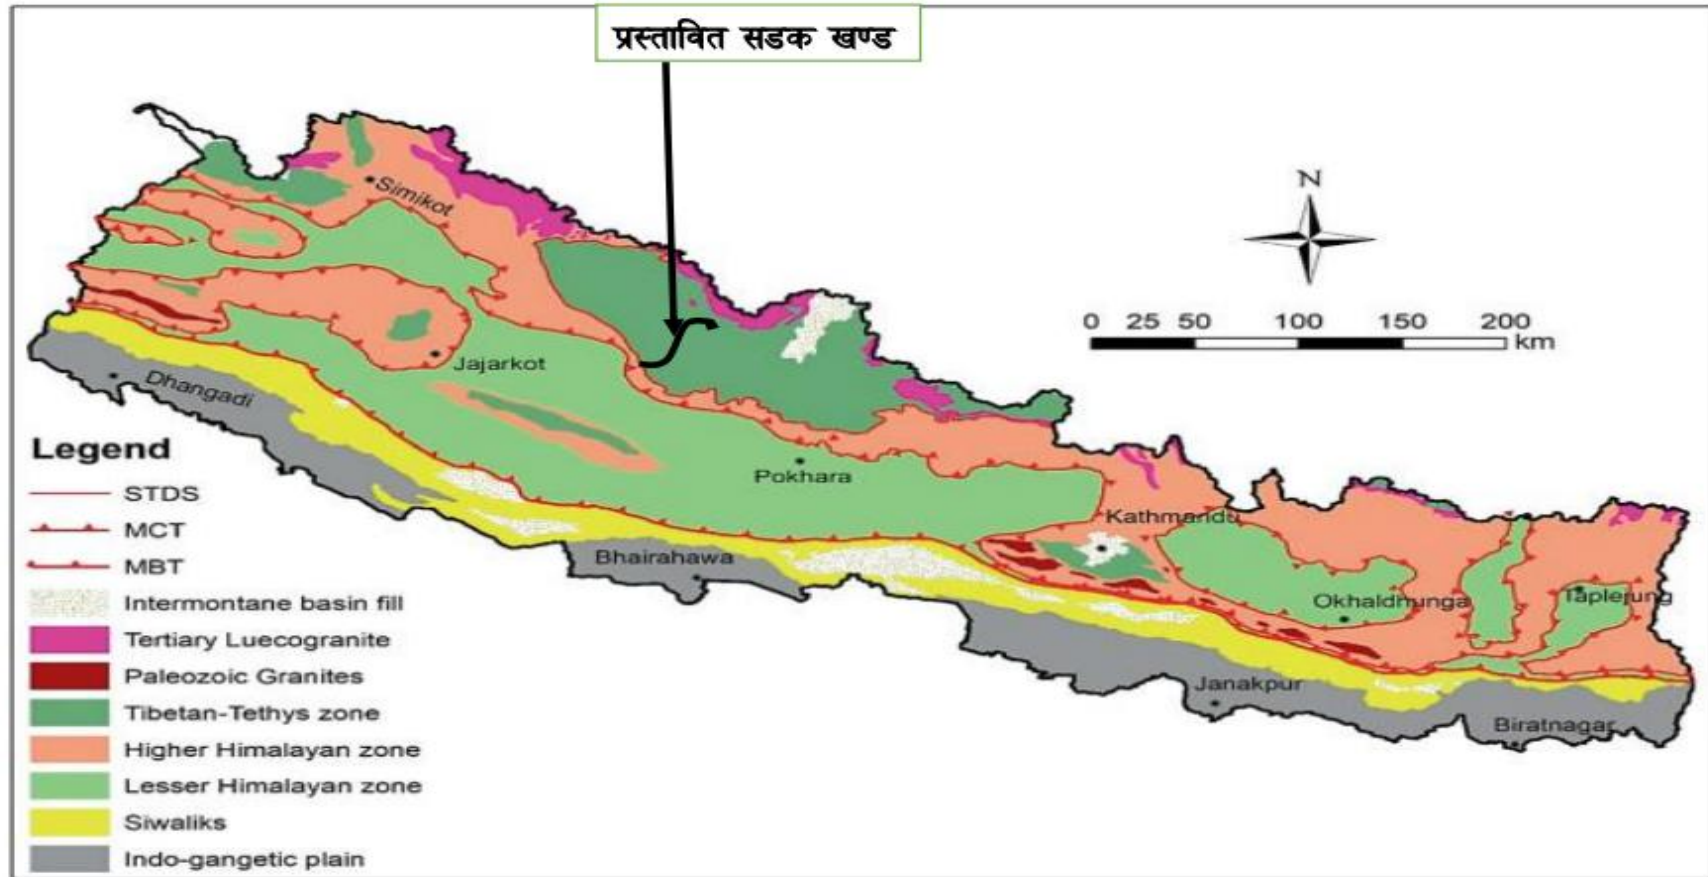 प्रस्तावित सडक खण्ड
N
Simikot
0 25 50 100 150 200
km
Jajarkot
Dhangadi
Pokhara
Kathmandu
Bhairahawa
Okhaldhunga
Taplejung
Janakpur
Biratnagar
Legend
STDS
MCT
MBT
Intermontane basin fill
Tertiary Luecogranite
Paleozoic Granites
Tibetan-Tethys zone
Higher Himalayan zone
Lesser Himalayan zone
Siwaliks
Indo-gangetic plain